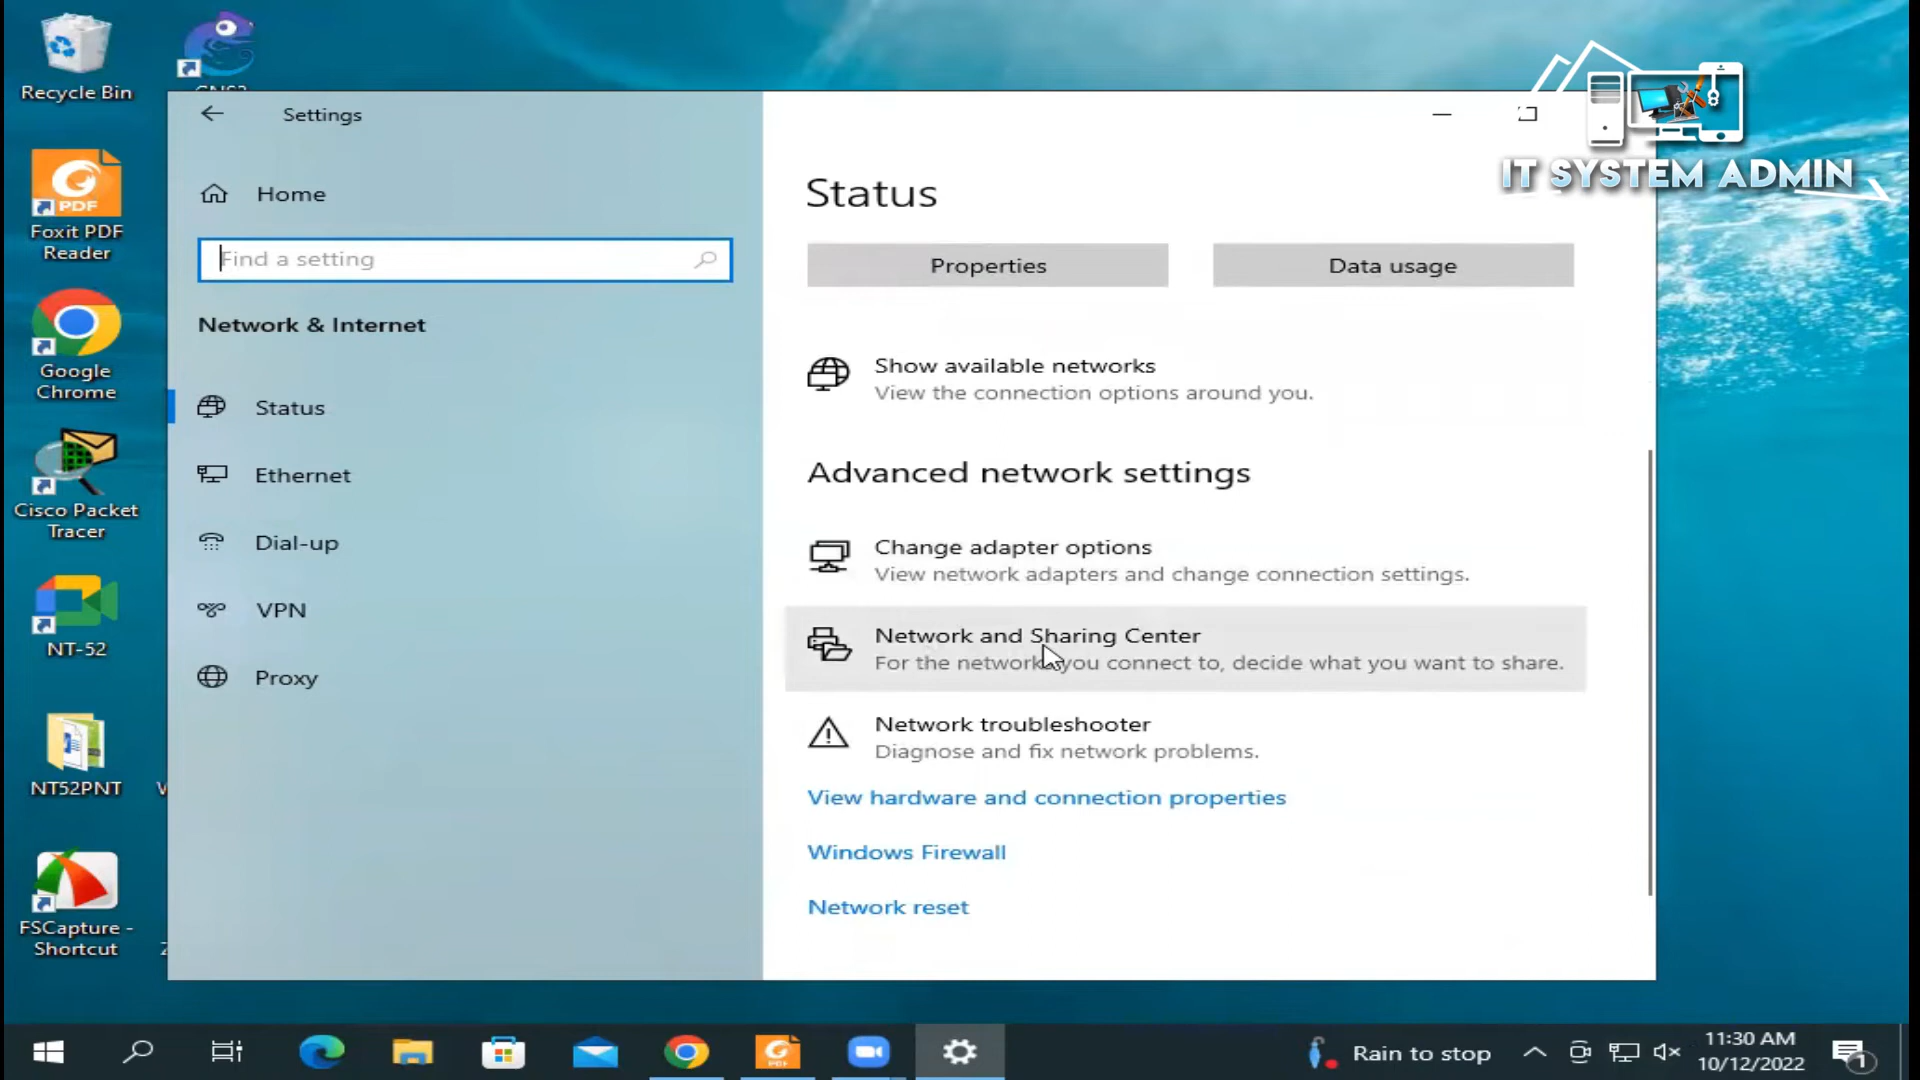 Recycle Bin
Foxit PDF
Reader
Google
Chrome
Cisco Packet
Tracer
NT-52
NT52PNT
FSCapture -
Shortcut
Settings
Home
Find a setting
Network & Internet
Status
Ethernet
Dial-up
VPN
Proxy
Status
Properties
Data usage
Show available networks
View the connection options around you.
Advanced network settings
Change adapter options
View network adapters and change connection settings.
Network and Sharing Center
For the networks you connect to, decide what you want to share.
Network troubleshooter
Diagnose and fix network problems.
View hardware and connection properties
Windows Firewall
Network reset
IT SYSTEM ADMIN
Rain to stop
11:30 AM
10/12/2022
1
PDF
PDF